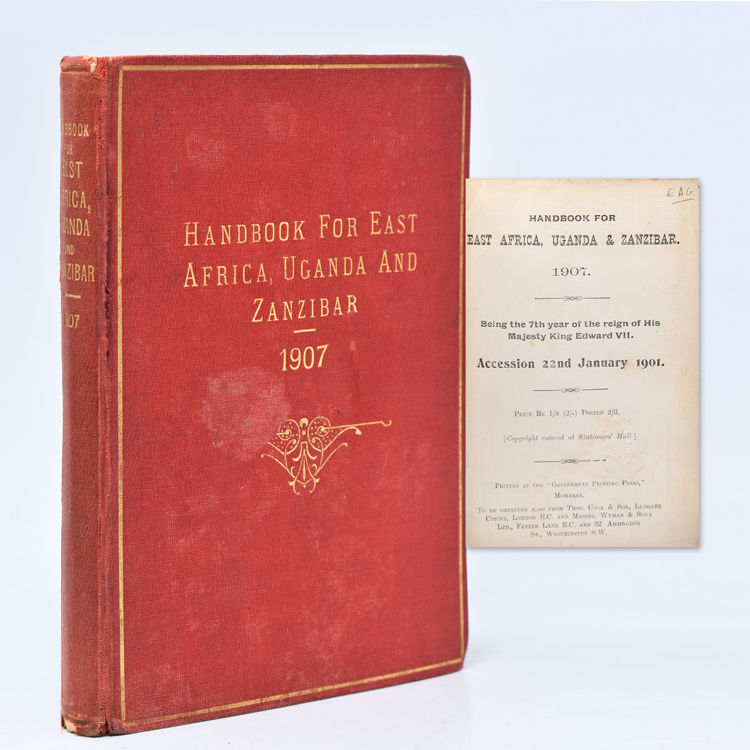 HANDBOOK
FOR
EAST
AFRICA,
UGANDA
AND
ZANZIBAR
1907
HANDBOOK FOR EAST
AFRICA, UGANDA AND
ZANZIBAR
1907
EAG
HANDBOOK FOR
EAST AFRICA, UGANDA & ZANZIBAR.
1907.
Being the 7th year of the reign of His
Majesty King Edward VII.
Accession 22nd January 1901.
PRICE RE 1/8 (2/-) POSTED 2/3.
[Copyright entered at Stationers' Hall.]
PRINTED AT THE "GOVERNMENT PRINTING PRESS,"
MOMBASA.
TO BE OBTAINED ALSO FROM THOS. COOK & SON, LUDGATE
CIRCUS, LONDON E.C. AND MESSRS. WYMAN & SONS
LTD., FETTER LANE E.C. AND 32 ABINGDON
ST., WESTMINSTER S.W.